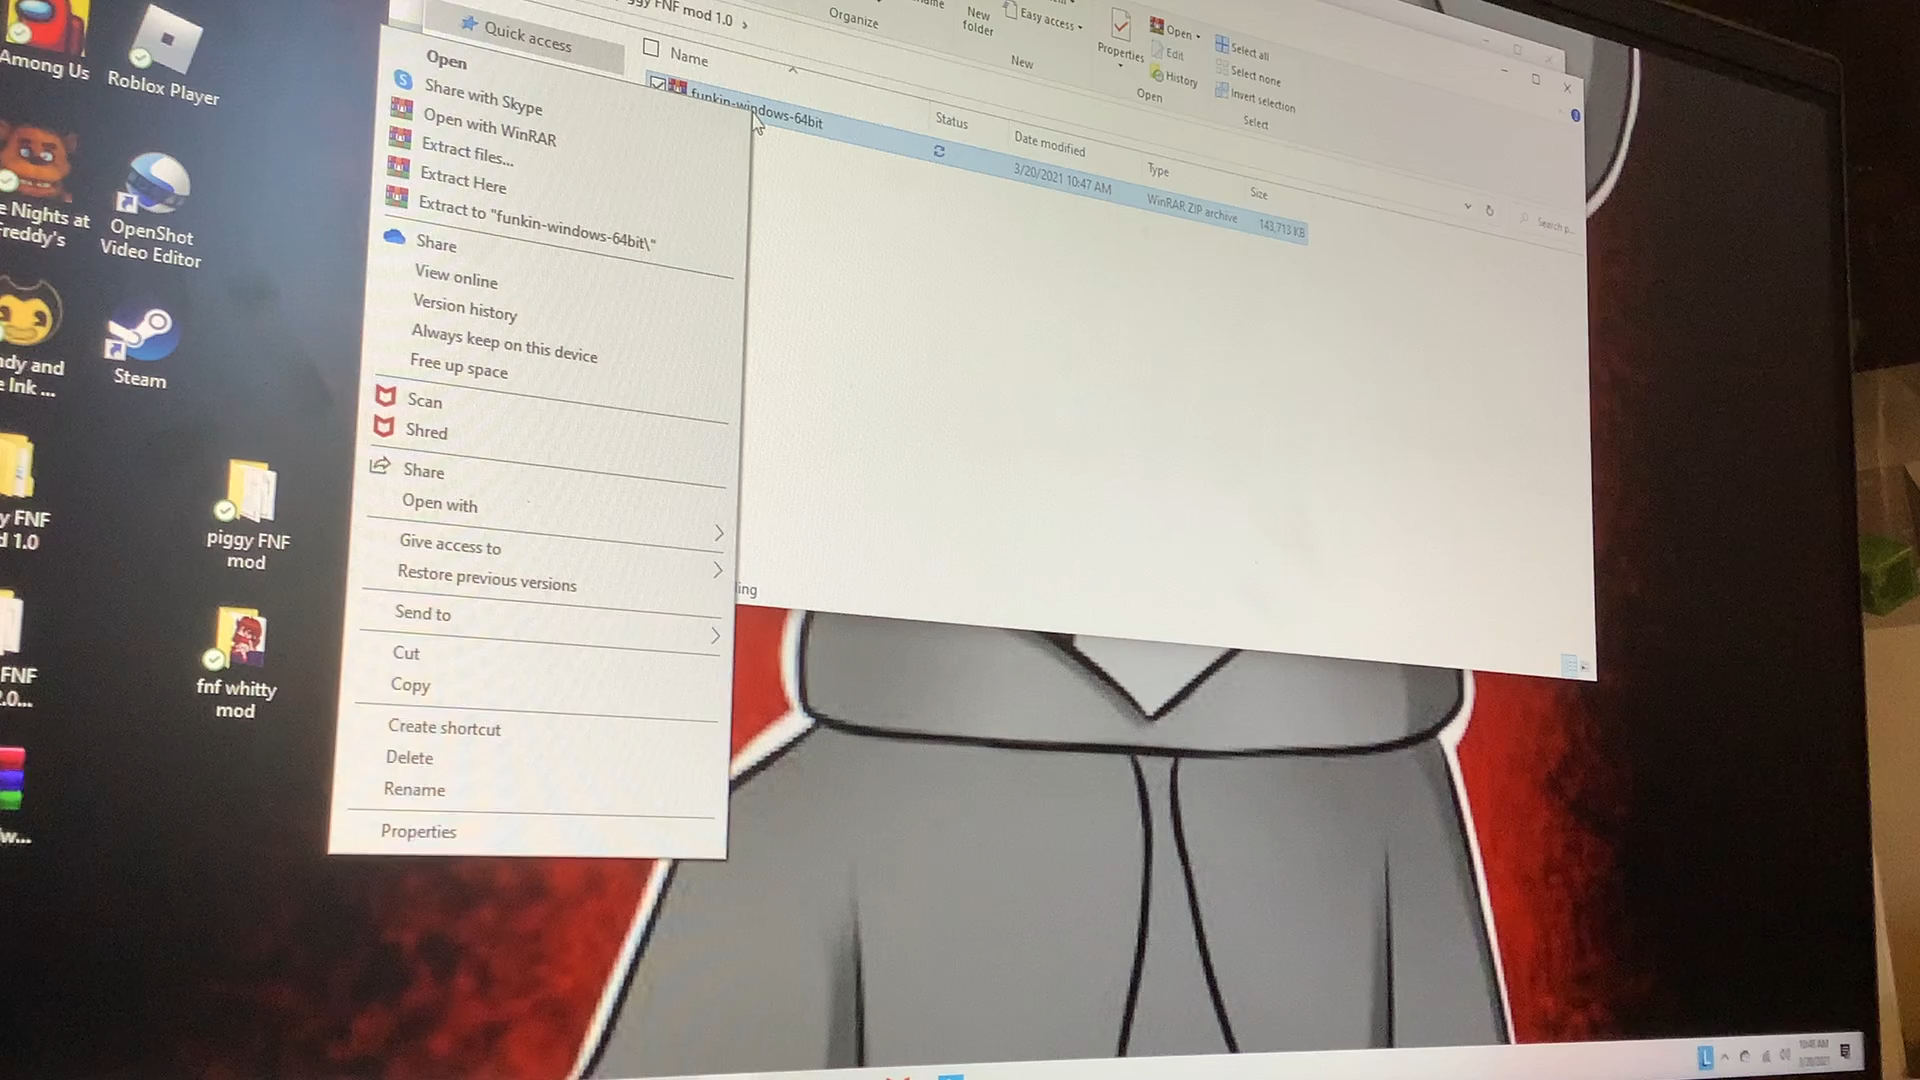 Among Us
Roblox Player
e Nights at
Freddy's
OpenShot
Video Editor
Steam
piggy FNF
mod
fnf whitty
mod
FNF
Quick access
FNF mod 1.0 >
Organize
New
folder
Easy access
New
Properties
Open
Edit
History
Open
Select all
Select none
Invert selection
Select
Name
Status
Date modified
Type
Size
Search p...
funkin-windows-64bit
3/20/2021 10:47 AM
WinRAR ZIP archive
143,713 KB
Open
Share with Skype
Open with WinRAR
Extract files...
Extract Here
Extract to "funkin-windows-64bit\"
Share
View online
Version history
Always keep on this device
Free up space
Scan
Shred
Share
Open with
Give access to
Restore previous versions
Send to
Cut
Copy
Create shortcut
Delete
Rename
Properties